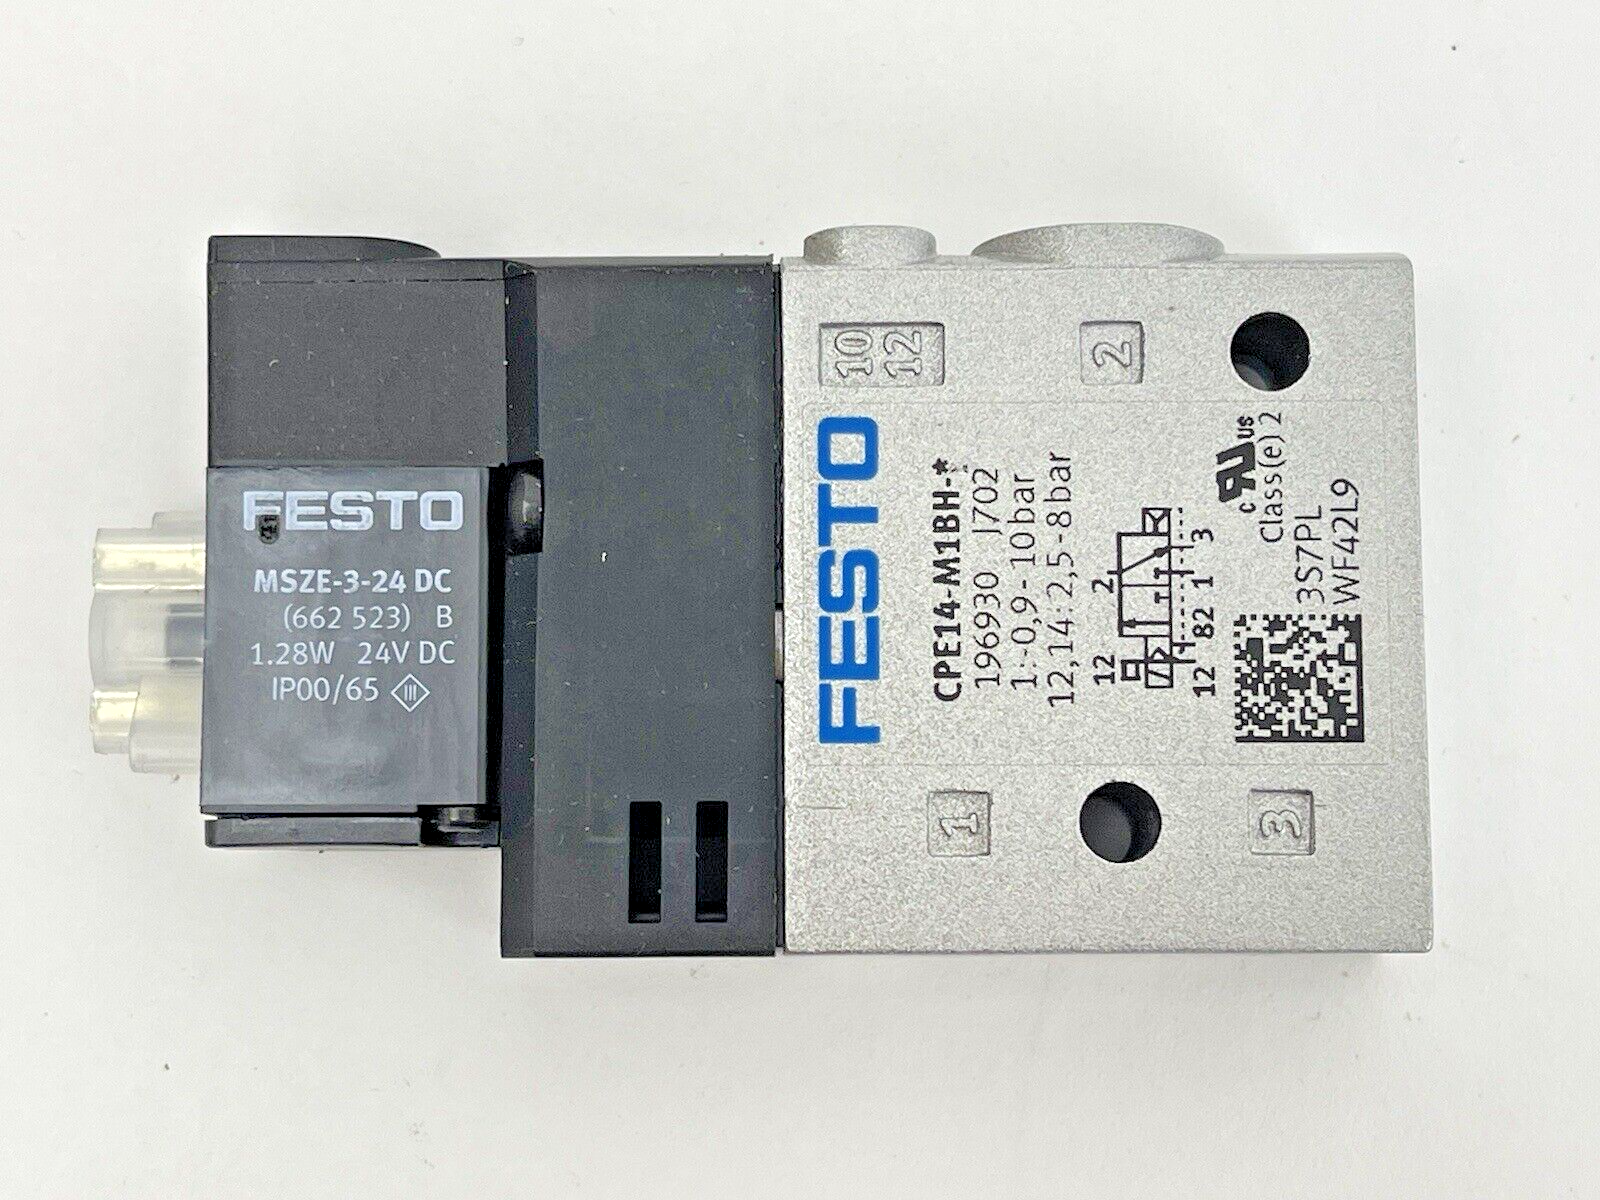 FESTO
MSZE-3-24 DC
(662 523) B
1.28W 24V DC
IP00/65 III
10
12
2
FESTO
CPE14-M1BH-*
196930 J702
1:-0,9-10bar
12,14:2,5-8bar
12 2
12 82 1 3
c us
Class(e) 2
3S7PL
WF42L9
1
3